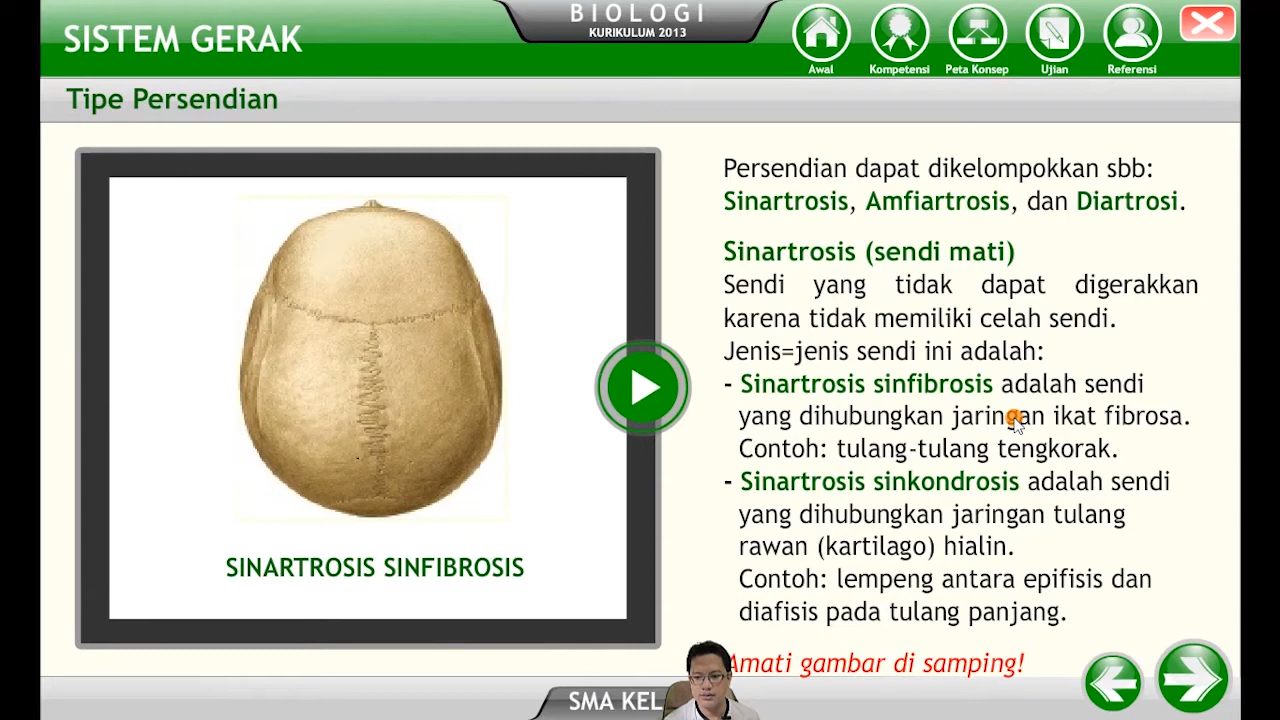 BIOLOGI
KURIKULUM 2013
SISTEM GERAK
Awal
Kompetensi
Peta Konsep
Ujian
Referensi
Tipe Persendian
Persendian dapat dikelompokkan sbb:
Sinartrosis, Amfiartrosis, dan Diartrosi.
Sinartrosis (sendi mati)
Sendi yang tidak dapat digerakkan
karena tidak memiliki celah sendi.
Jenis=jenis sendi ini adalah:
- Sinartrosis sinfibrosis adalah sendi
yang dihubungkan jaringan ikat fibrosa.
Contoh: tulang-tulang tengkorak.
- Sinartrosis sinkondrosis adalah sendi
yang dihubungkan jaringan tulang
rawan (kartilago) hialin.
Contoh: lempeng antara epifisis dan
diafisis pada tulang panjang.
Amati gambar di samping!
SINARTROSIS SINFIBROSIS
SMA KEL